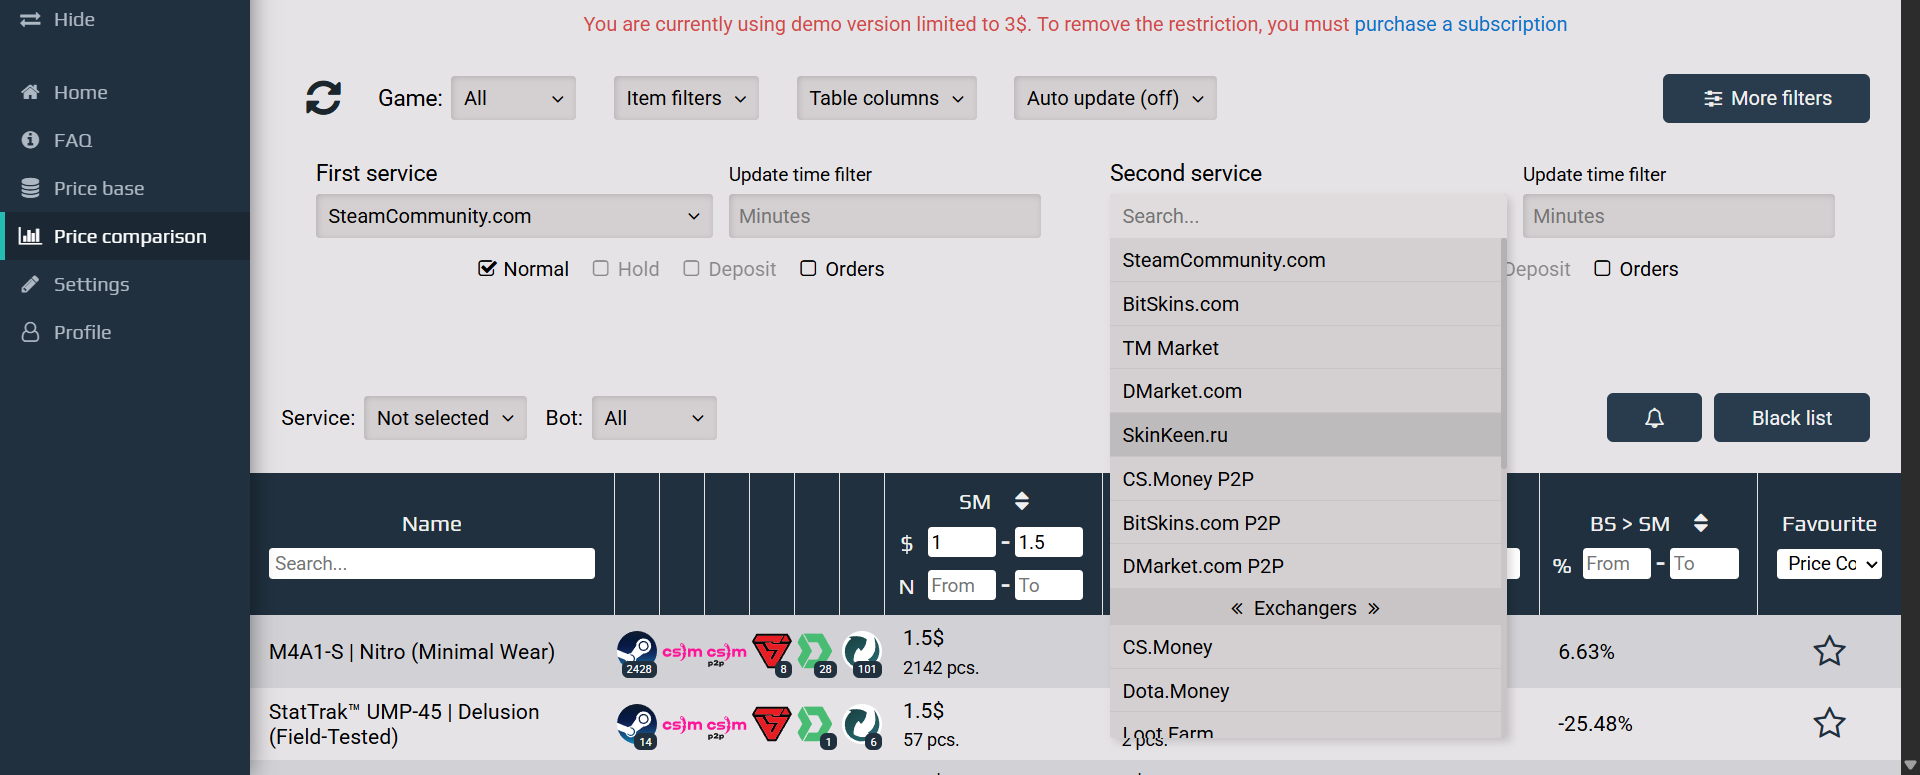 Hide
Home
FAQ
Price base
Price comparison
Settings
Profile
You are currently using demo version limited to 3$. To remove the restriction, you must purchase a subscription
Game: All
Item filters
Table columns
Auto update (off)
More filters
First service
Update time filter
SteamCommunity.com
Minutes
Normal
Hold
Deposit
Orders
Second service
Update time filter
Search...
Minutes
SteamCommunity.com
BitSkins.com
TM Market
DMarket.com
SkinKeen.ru
CS.Money P2P
BitSkins.com P2P
DMarket.com P2P
« Exchangers »
CS.Money
Dota.Money
Loot.Farm
Deposit
Orders
Service: Not selected
Bot: All
Black list
Name
Search...
SM
$ 1 - 1.5
N From - To
BS > SM
% From - To
Favourite
Price Co
M4A1-S | Nitro (Minimal Wear)
2428
cs)m
cs)m
p2p
8
28
101
1.5$
2142 pcs.
6.63%
StatTrak™ UMP-45 | Delusion
(Field-Tested)
14
cs)m
cs)m
p2p
1
6
1.5$
57 pcs.
2 pcs.
-25.48%